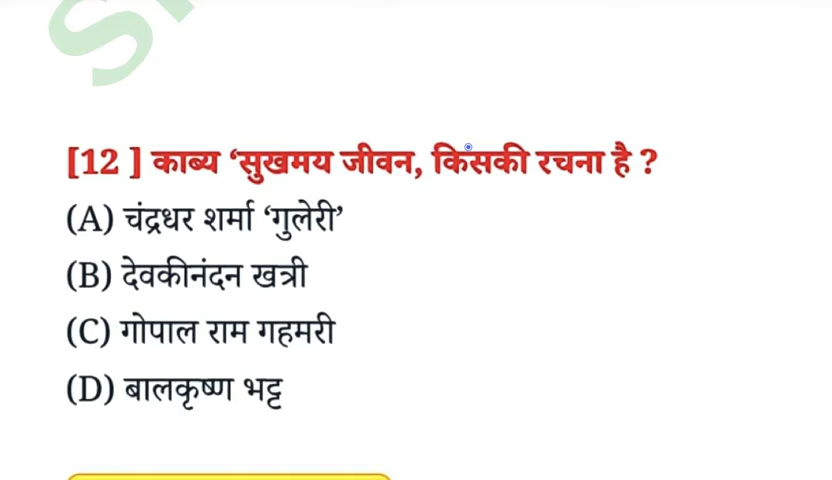 [12 ] काब्य ‘सुखमय जीवन, किसकी रचना है ?
(A) चंद्रधर शर्मा ‘गुलेरी’
(B) देवकीनंदन खत्री
(C) गोपाल राम गहमरी
(D) बालकृष्ण भट्ट